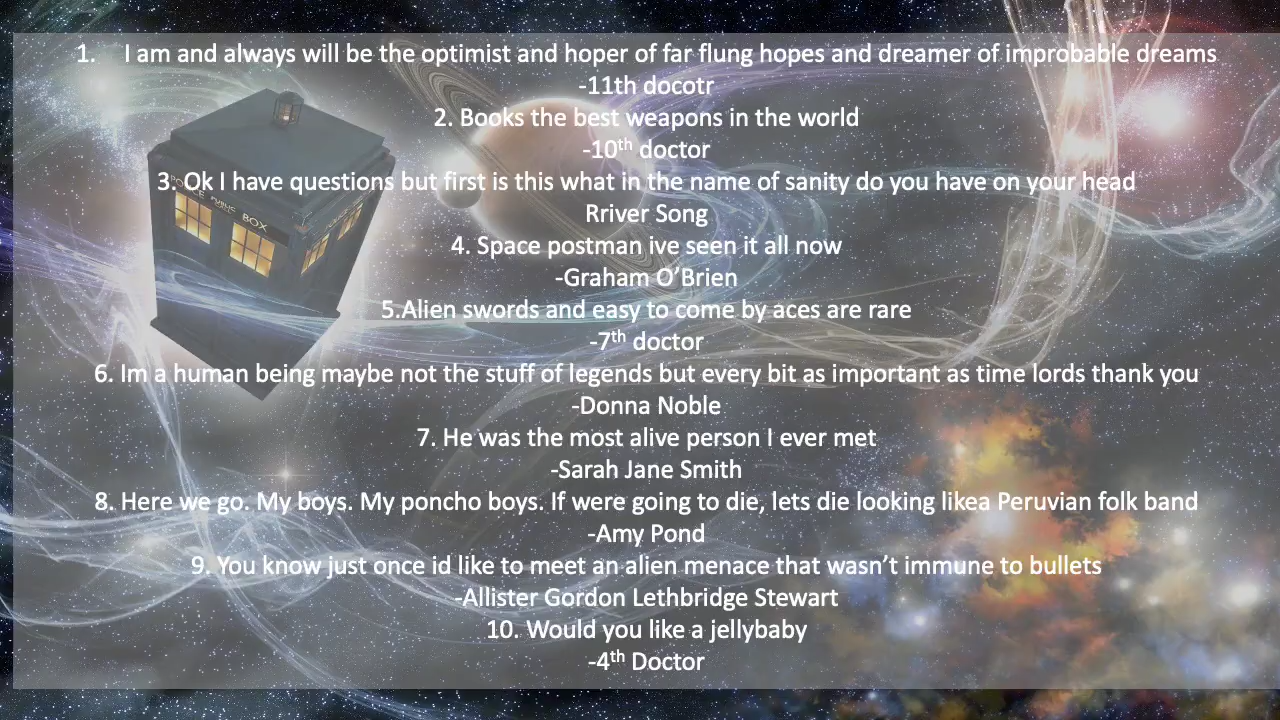 1. I am and always will be the optimist and hoper of far flung hopes and dreamer of improbable dreams
-11th docotr
2. Books the best weapons in the world
-10th doctor
3. Ok I have questions but first is this what in the name of sanity do you have on your head
Rriver Song
4. Space postman ive seen it all now
-Graham O’Brien
5.Alien swords and easy to come by aces are rare
-7th doctor
6. Im a human being maybe not the stuff of legends but every bit as important as time lords thank you
-Donna Noble
7. He was the most alive person I ever met
-Sarah Jane Smith
8. Here we go. My boys. My poncho boys. If were going to die, lets die looking likea Peruvian folk band
-Amy Pond
9. You know just once id like to meet an alien menace that wasn’t immune to bullets
-Allister Gordon Lethbridge Stewart
10. Would you like a jellybaby
-4th Doctor
POLICE PUBLIC BOX